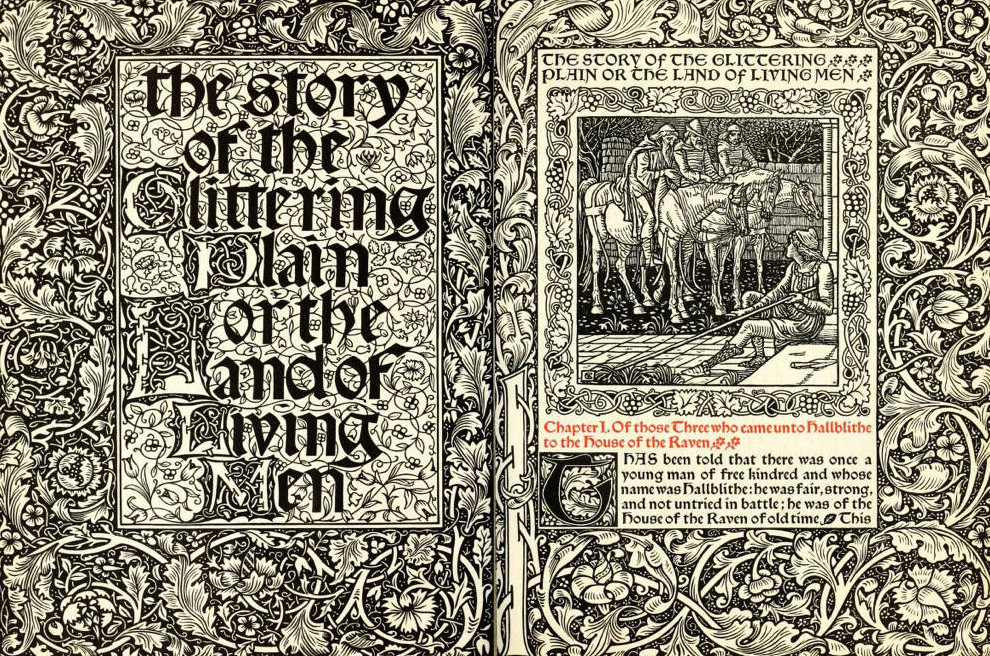 the story
of the
Glittering
Plain
or the
Land of
Living
Men
THE STORY OF THE GLITTERING
PLAIN OR THE LAND OF LIVING MEN
Chapter I. Of those Three who came unto Hallblithe
to the House of the Raven
IT HAS been told that there was once a
young man of free kindred and whose
name was Hallblithe: he was fair, strong,
and not untried in battle; he was of the
House of the Raven of old time. This